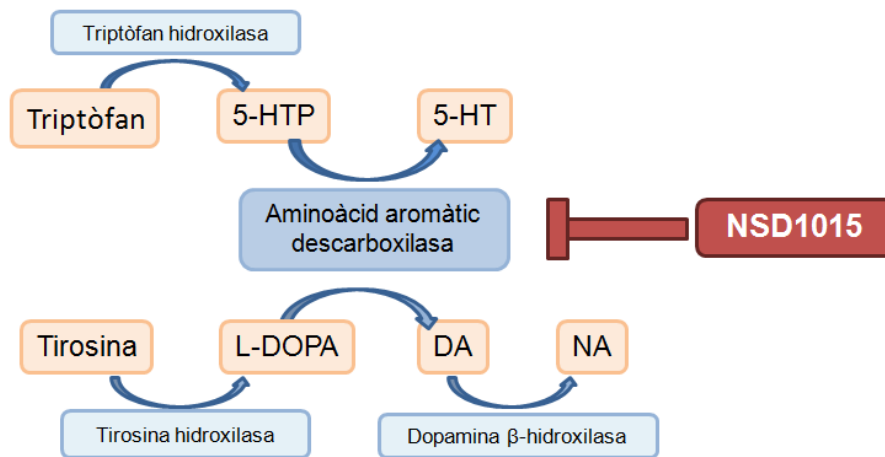 Triptòfan hidroxilasa
Triptòfan
5-HTP
5-HT
Aminoàcid aromàtic
descarboxilasa
NSD1015
Tirosina
L-DOPA
DA
NA
Tirosina hidroxilasa
Dopamina β-hidroxilasa